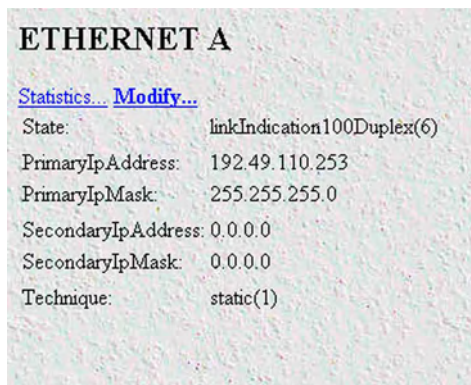 ETHERNET A
Statistics... Modify...
State: linkIndication100Duplex(6)
PrimaryIpAddress: 192.49.110.253
PrimaryIpMask: 255.255.255.0
SecondaryIpAddress: 0.0.0.0
SecondaryIpMask: 0.0.0.0
Technique: static(1)